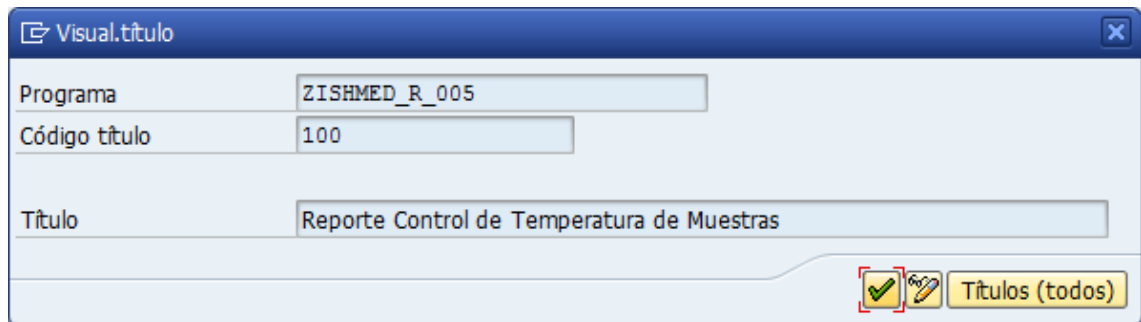 Visual.título
Programa ZISHMED_R_005
Código título 100
Título Reporte Control de Temperatura de Muestras
Títulos (todos)